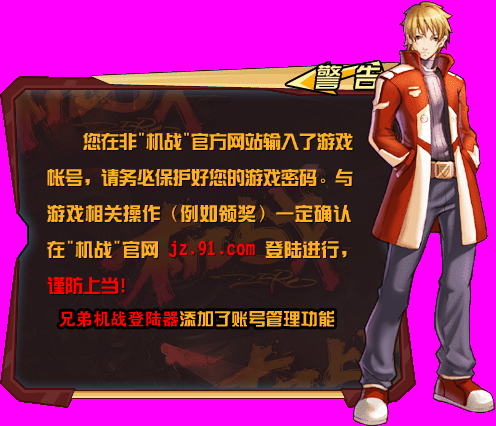 警告
您在非"机战"官方网站输入了游戏
帐号，请务必保护好您的游戏密码。与
游戏相关操作（例如领奖）一定确认
在"机战"官网 jz.91.com 登陆进行，
谨防上当!
兄弟机战登陆器添加了账号管理功能